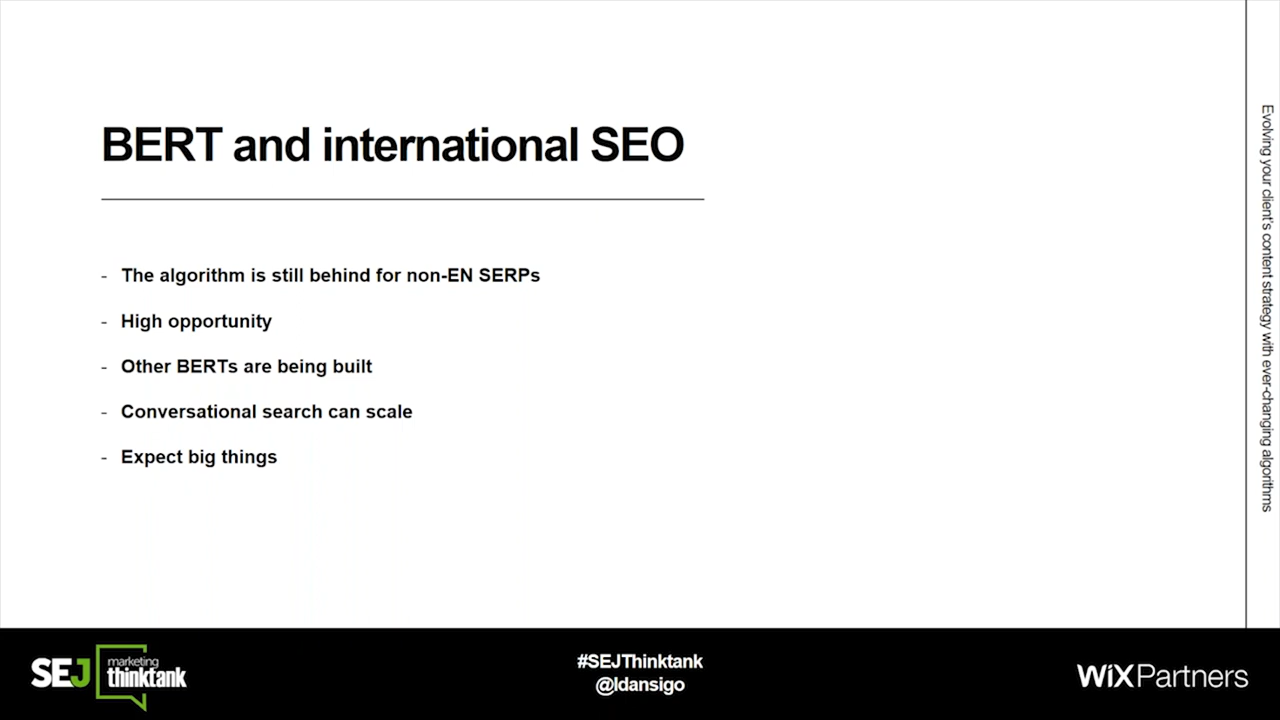 BERT and international SEO
- The algorithm is still behind for non-EN SERPs
- High opportunity
- Other BERTs are being built
- Conversational search can scale
- Expect big things
Evolving your client's content strategy with ever-changing algorithms
SEJ marketing
thinktank
#SEJThinktank
@ldansigo
WiXPartners